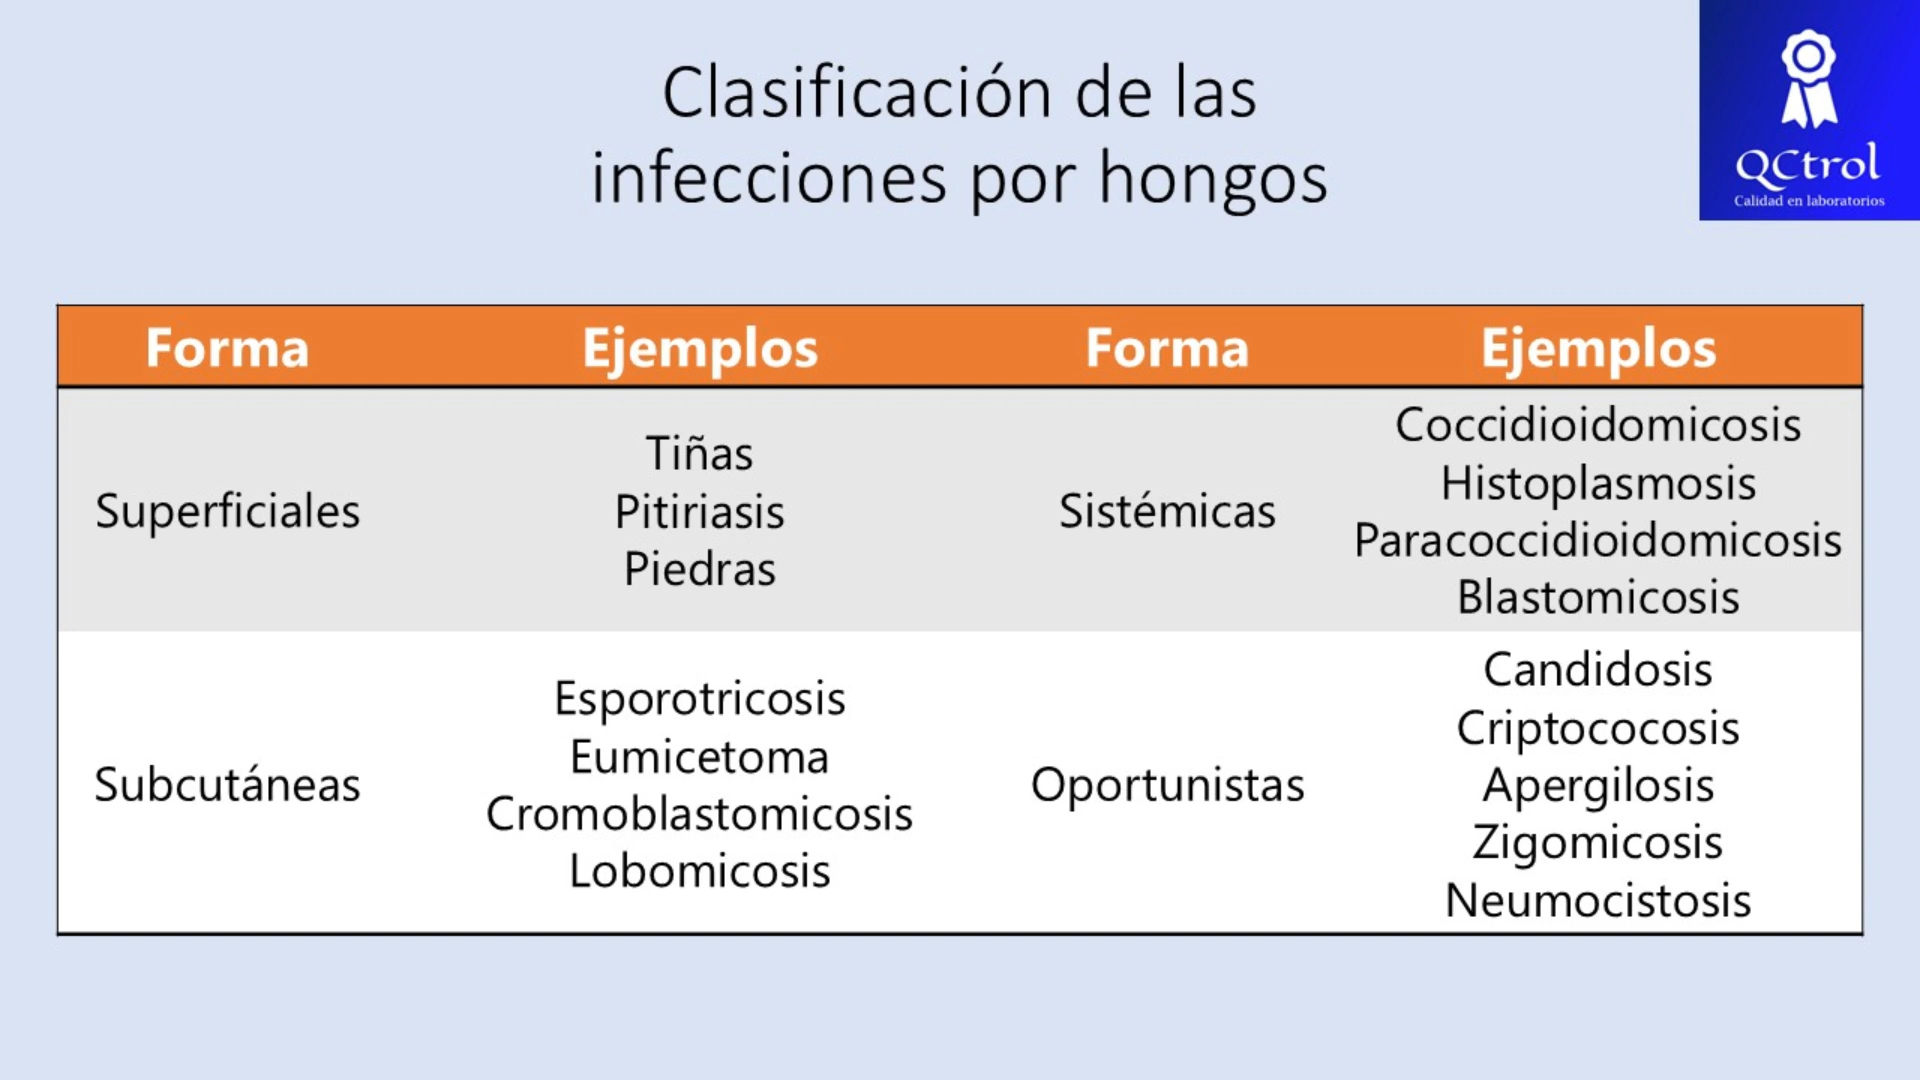 Clasificación de las
infecciones por hongos
QCtrol
Calidad en laboratorios
Forma
Ejemplos
Forma
Ejemplos
Superficiales
Tiñas
Pitiriasis
Piedras
Sistémicas
Coccidioidomicosis
Histoplasmosis
Paracoccidioidomicosis
Blastomicosis
Subcutáneas
Esporotricosis
Eumicetoma
Cromoblastomicosis
Lobomicosis
Oportunistas
Candidosis
Criptococosis
Apergilosis
Zigomicosis
Neumocistosis